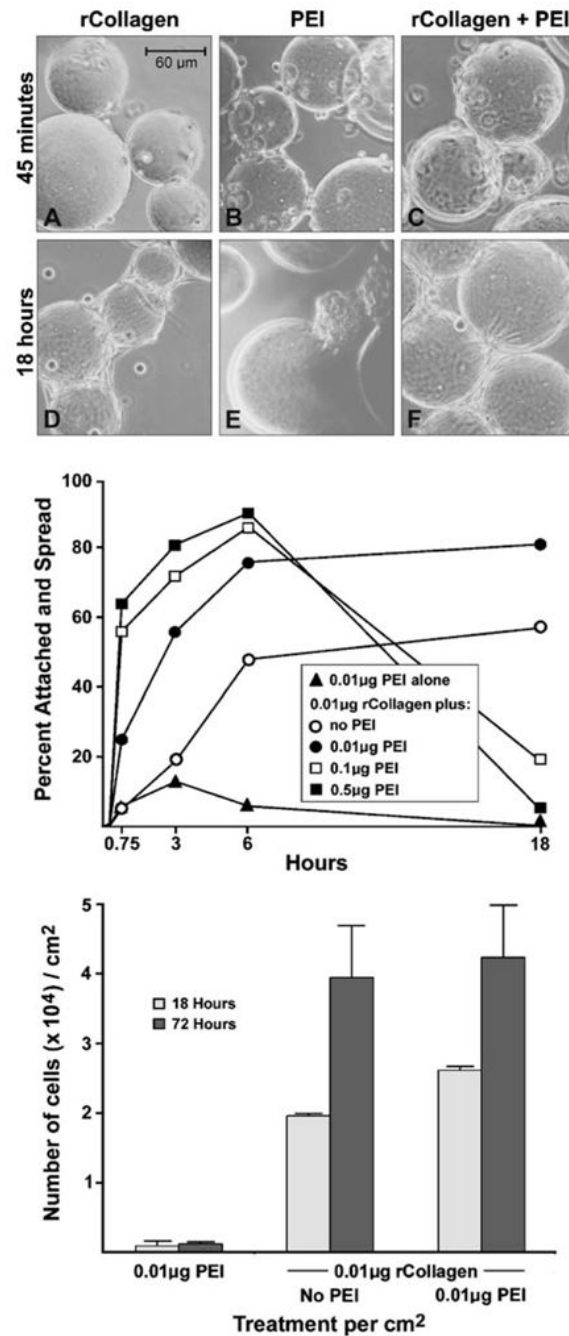 rCollagen PEI rCollagen + PEI
45 minutes
60 µm
A B C
18 hours
D E F
Percent Attached and Spread
100
80
60
40
20
0.01µg PEI alone
0.01µg rCollagen plus:
no PEI
0.01µg PEI
0.1µg PEI
0.5µg PEI
0.75 3 6 18
Hours
Number of cells (x 10⁴) / cm²
5
4
3
2
1
18 Hours
72 Hours
0.01µg PEI 0.01µg rCollagen
No PEI 0.01µg PEI
Treatment per cm²